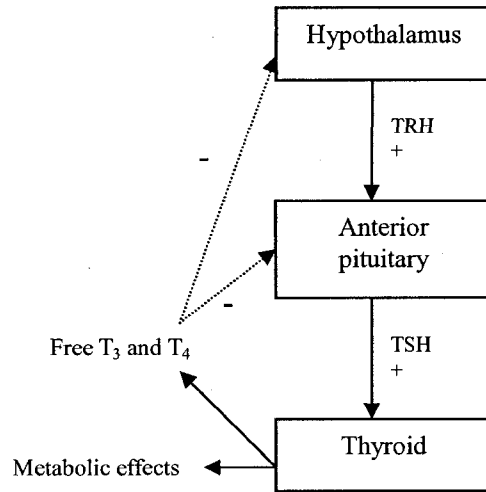 Hypothalamus
TRH
+
-
Anterior
pituitary
-
Free T₃ and T₄
TSH
+
Thyroid
Metabolic effects